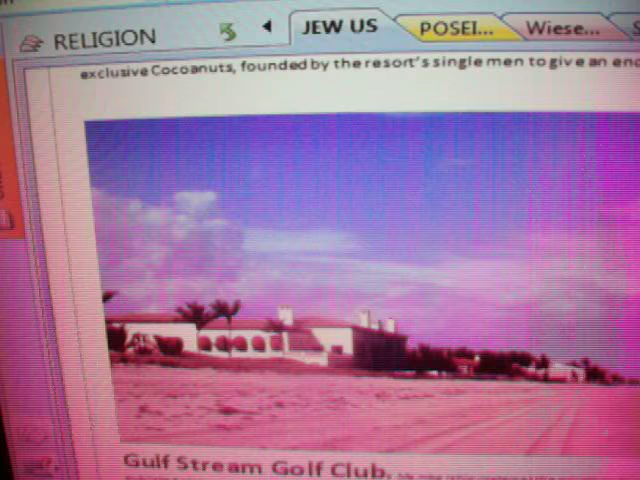 RELIGION
JEW US
POSEI...
Wiese...
exclusive Cocoanuts, founded by the resort's single men to give an
Gulf Stream Golf Club.